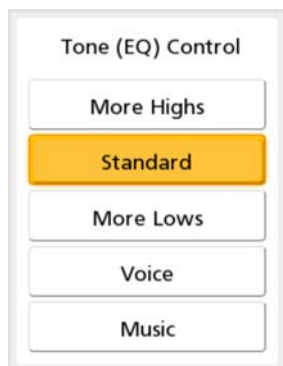 Tone (EQ) Control
More Highs
Standard
More Lows
Voice
Music